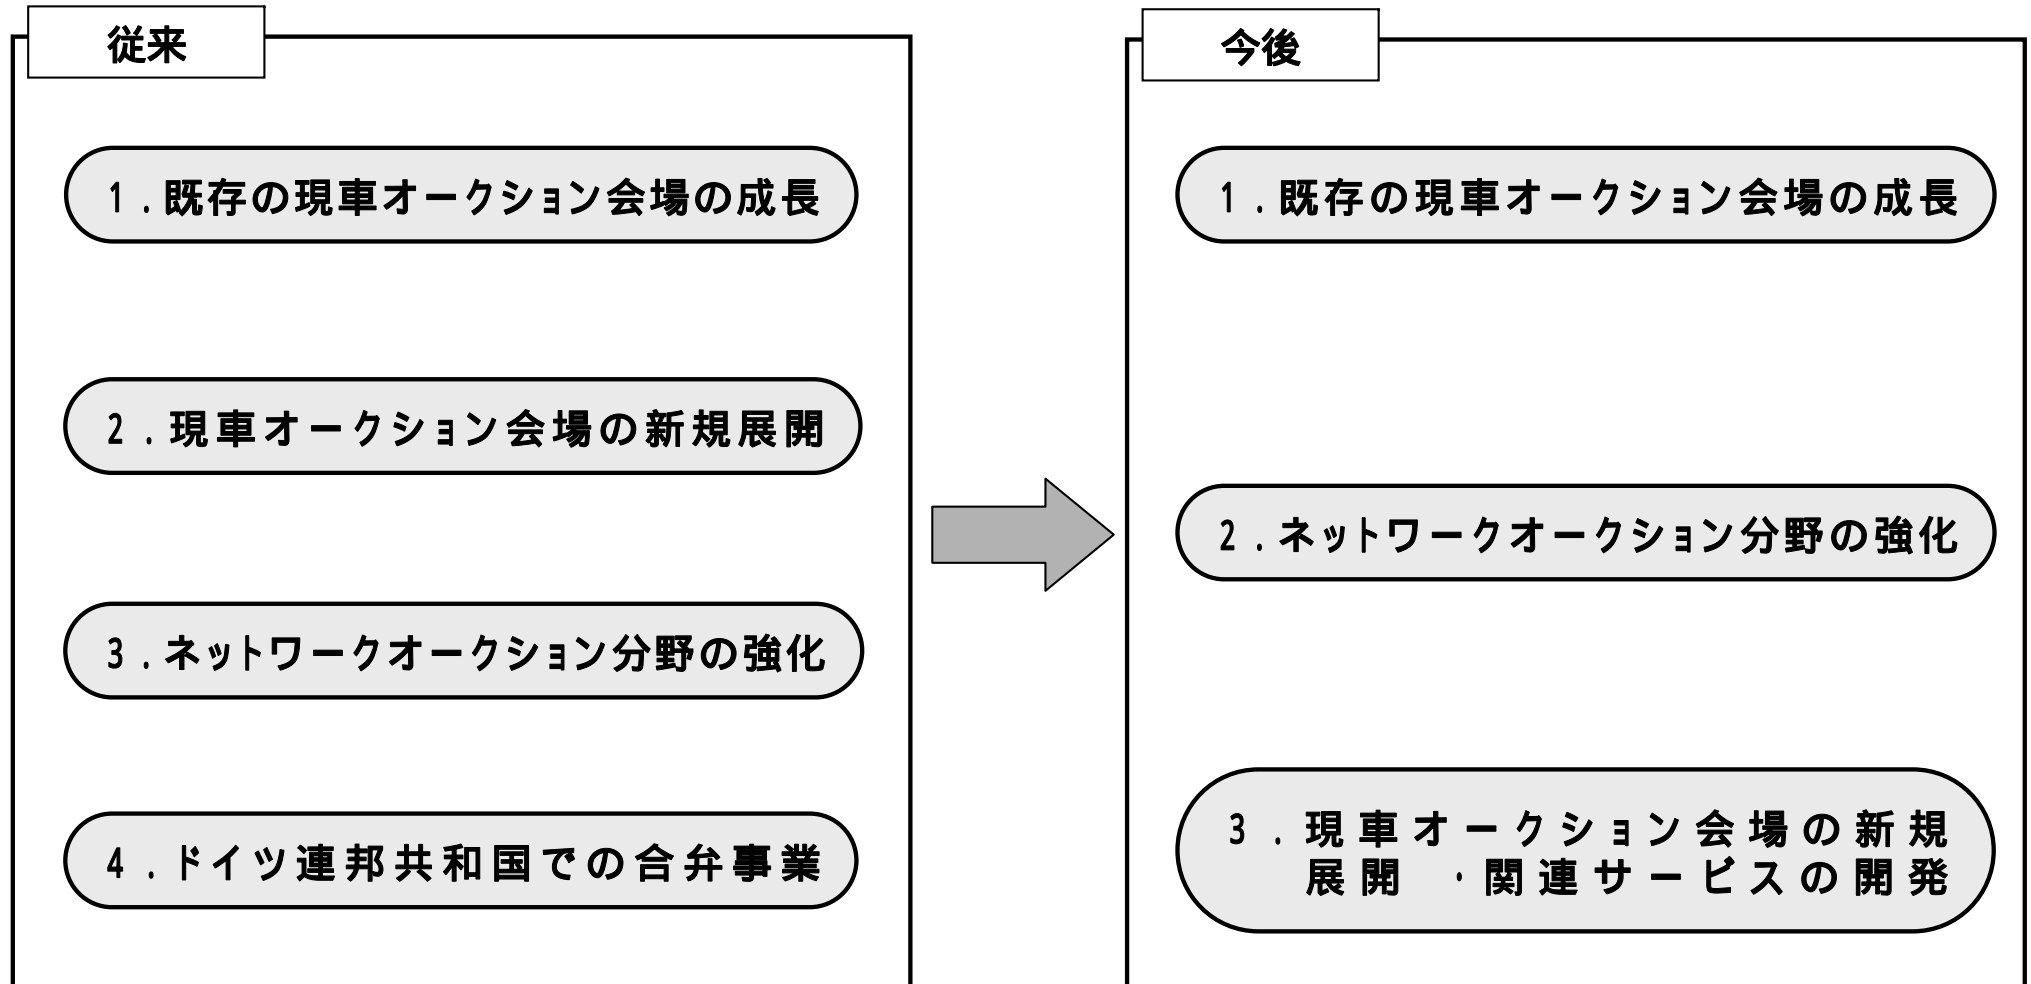 従来
1.既存の現車オークション会場の成長
2.現車オークション会場の新規展開
3.ネットワークオークション分野の強化
4.ドイツ連邦共和国での合弁事業
今後
1.既存の現車オークション会場の成長
2.ネットワークオークション分野の強化
3.現車オークション会場の新規
展開・関連サービスの開発